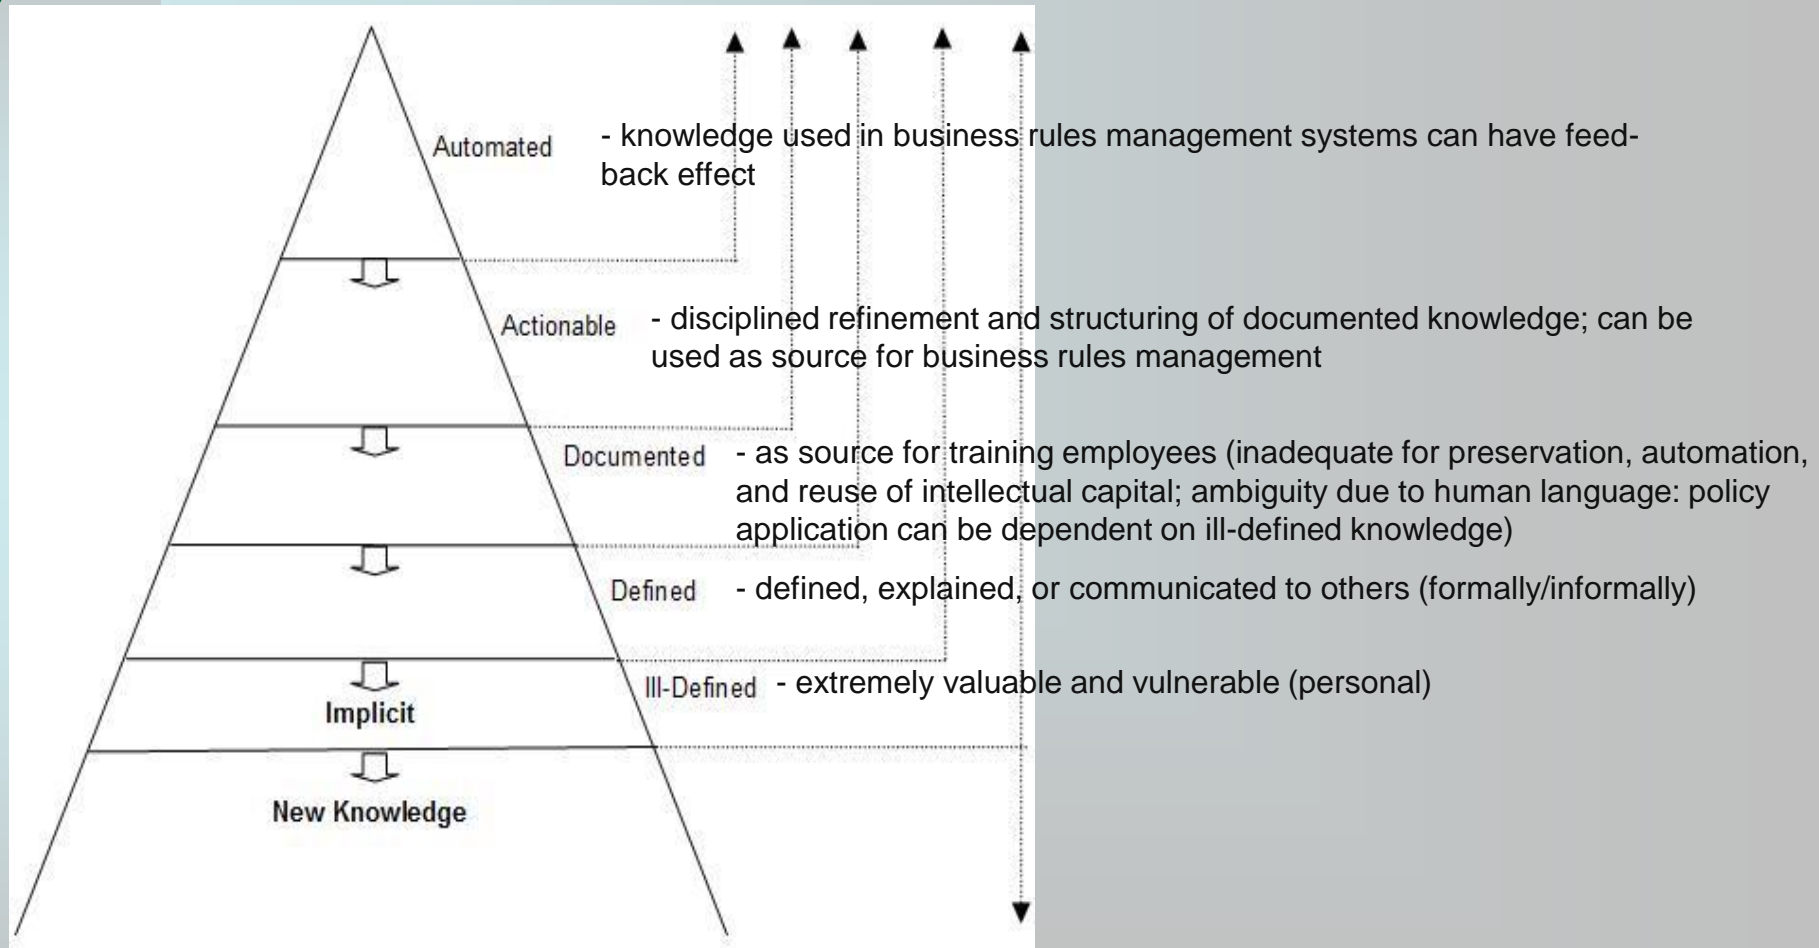 Automated
- knowledge used in business rules management systems can have feed-
back effect
Actionable
- disciplined refinement and structuring of documented knowledge; can be
used as source for business rules management
Documented
- as source for training employees (inadequate for preservation, automation,
and reuse of intellectual capital; ambiguity due to human language: policy
application can be dependent on ill-defined knowledge)
Defined
- defined, explained, or communicated to others (formally/informally)
Ill-Defined
- extremely valuable and vulnerable (personal)
Implicit
New Knowledge